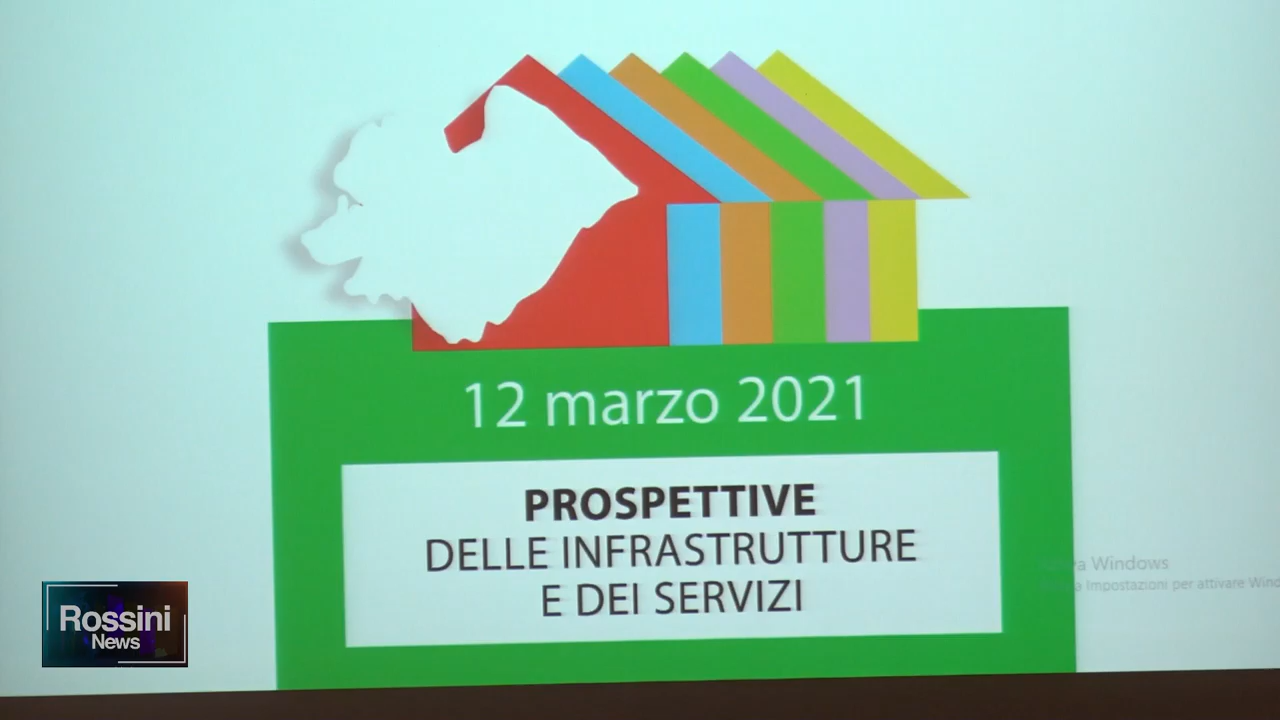 12 marzo 2021
PROSPETTIVE
DELLE INFRASTRUTTURE
E DEI SERVIZI
Windows
Impostazioni per attivare
Rossini
News